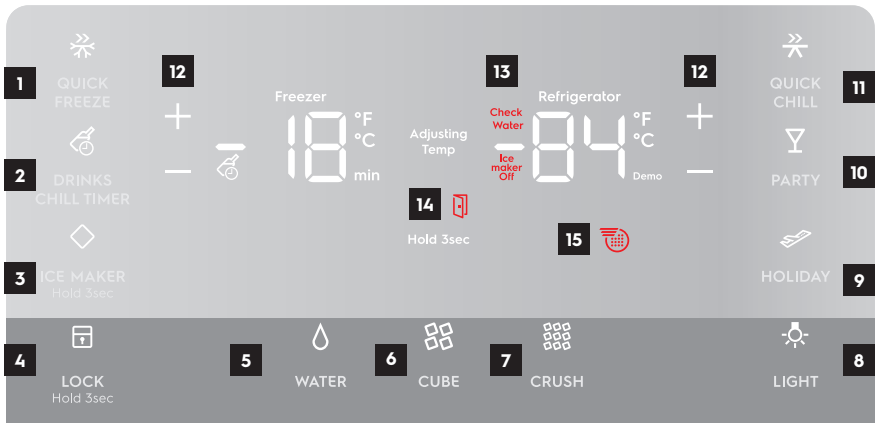 1
QUICK
FREEZE
12
Freezer
-18
°F
°C
min
Adjusting
Temp
13
Check
Water
Ice
maker
Off
Refrigerator
-84
°F
°C
Demo
12
QUICK
CHILL
11
2
DRINKS
CHILL TIMER
PARTY
10
14
Hold 3sec
15
3
ICE MAKER
Hold 3sec
HOLIDAY
9
4
LOCK
Hold 3sec
5
WATER
6
CUBE
7
CRUSH
LIGHT
8